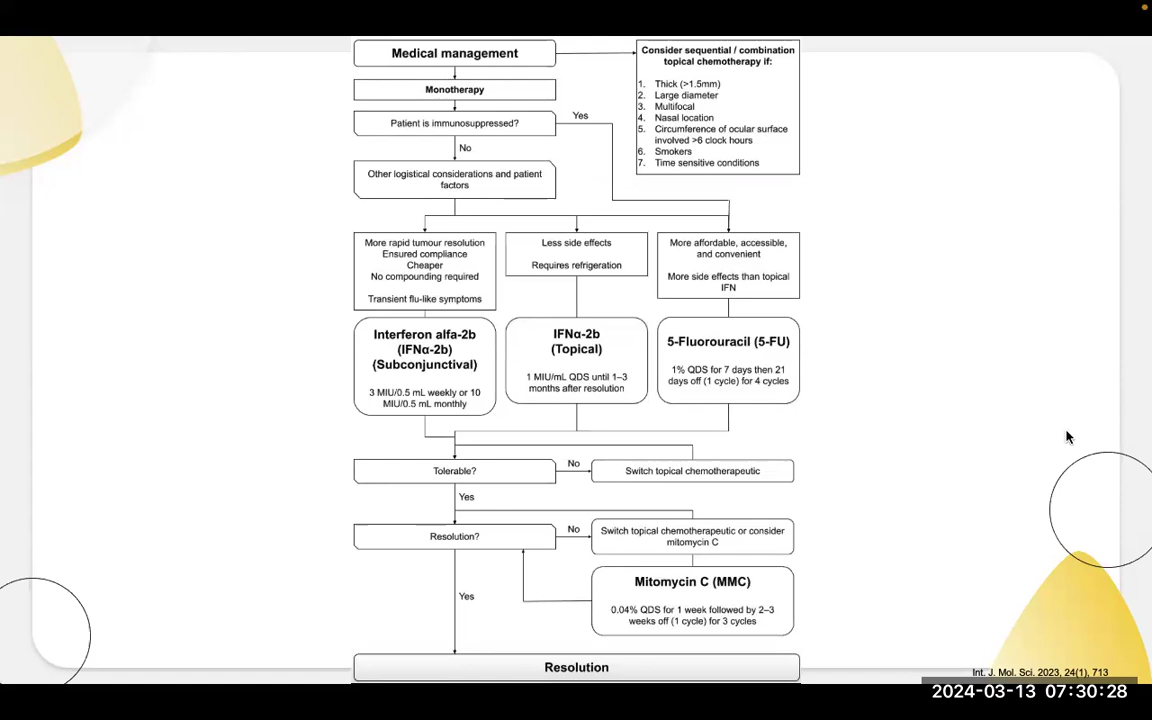 Medical management
Consider sequential / combination
topical chemotherapy if:
1. Thick (>1.5mm)
2. Large diameter
3. Multifocal
4. Nasal location
5. Circumference of ocular surface
involved >6 clock hours
6. Smokers
7. Time sensitive conditions
Monotherapy
Patient is immunosuppressed?
Yes
No
Other logistical considerations and patient
factors
More rapid tumour resolution
Ensured compliance
Cheaper
No compounding required
Transient flu-like symptoms
Less side effects
Requires refrigeration
More affordable, accessible,
and convenient
More side effects than topical
IFN
Interferon alfa-2b
(IFNα-2b)
(Subconjunctival)
3 MIU/0.5 mL weekly or 10
MIU/0.5 mL monthly
IFNα-2b
(Topical)
1 MIU/mL QDS until 1–3
months after resolution
5-Fluorouracil (5-FU)
1% QDS for 7 days then 21
days off (1 cycle) for 4 cycles
Tolerable?
No
Switch topical chemotherapeutic
Yes
Resolution?
No
Switch topical chemotherapeutic or consider
mitomycin C
Mitomycin C (MMC)
0.04% QDS for 1 week followed by 2–3
weeks off (1 cycle) for 3 cycles
Yes
Resolution
Int. J. Mol. Sci. 2023, 24(1), 713
2024-03-13 07:30:28